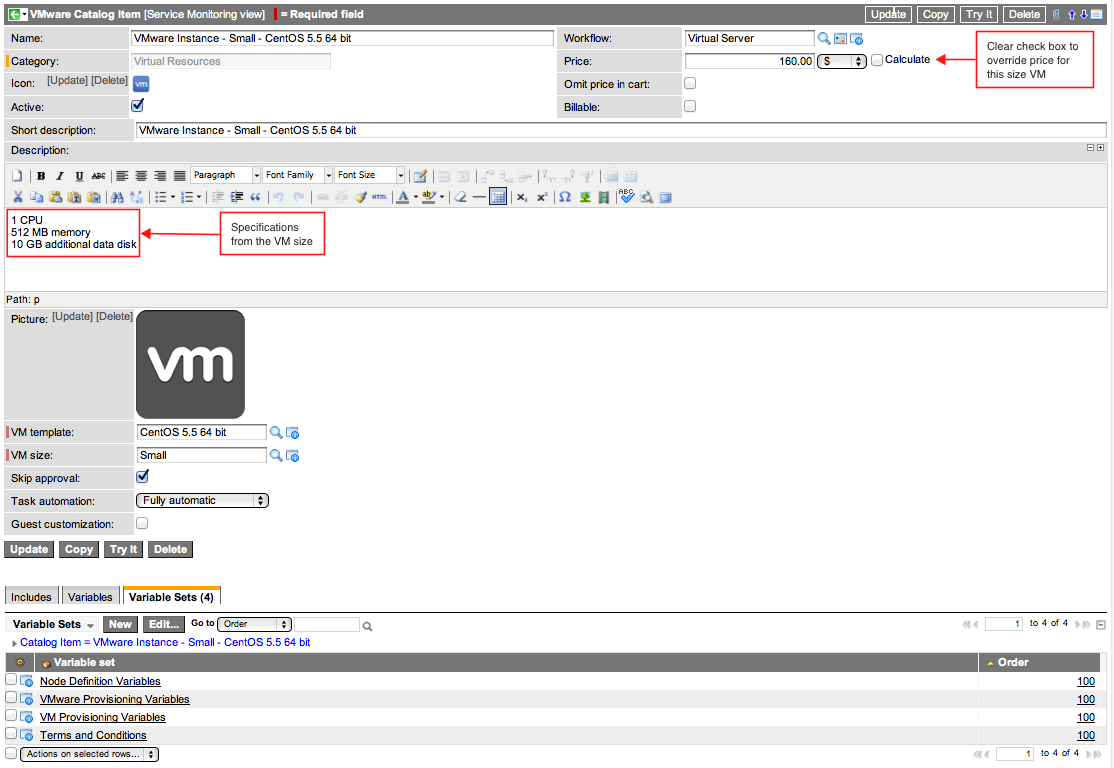 VMware Catalog Item [Service Monitoring view] = Required field Update Copy Try It Delete
Name: VMware Instance - Small - CentOS 5.5 64 bit Workflow: Virtual Server
Category: Virtual Resources Price: 160.00 $ Calculate
Clear check box to
override price for
this size VM
Icon: [Update] [Delete] vm Omit price in cart:
Active: Billable:
Short description: VMware Instance - Small - CentOS 5.5 64 bit
Description:
B I U ABC Paragraph Font Family Font Size
HTML A ab x₂ x² Ω ABC
1 CPU
512 MB memory
10 GB additional data disk
Specifications
from the VM size
Path: p
Picture: [Update] [Delete]
vm
VM template: CentOS 5.5 64 bit
VM size: Small
Skip approval:
Task automation: Fully automatic
Guest customization:
Update Copy Try It Delete
Includes Variables Variable Sets (4)
Variable Sets New Edit... Go to Order 1 to 4 of 4
Catalog Item = VMware Instance - Small - CentOS 5.5 64 bit
Variable set Order
Node Definition Variables 100
VMware Provisioning Variables 100
VM Provisioning Variables 100
Terms and Conditions 100
Actions on selected rows... 1 to 4 of 4